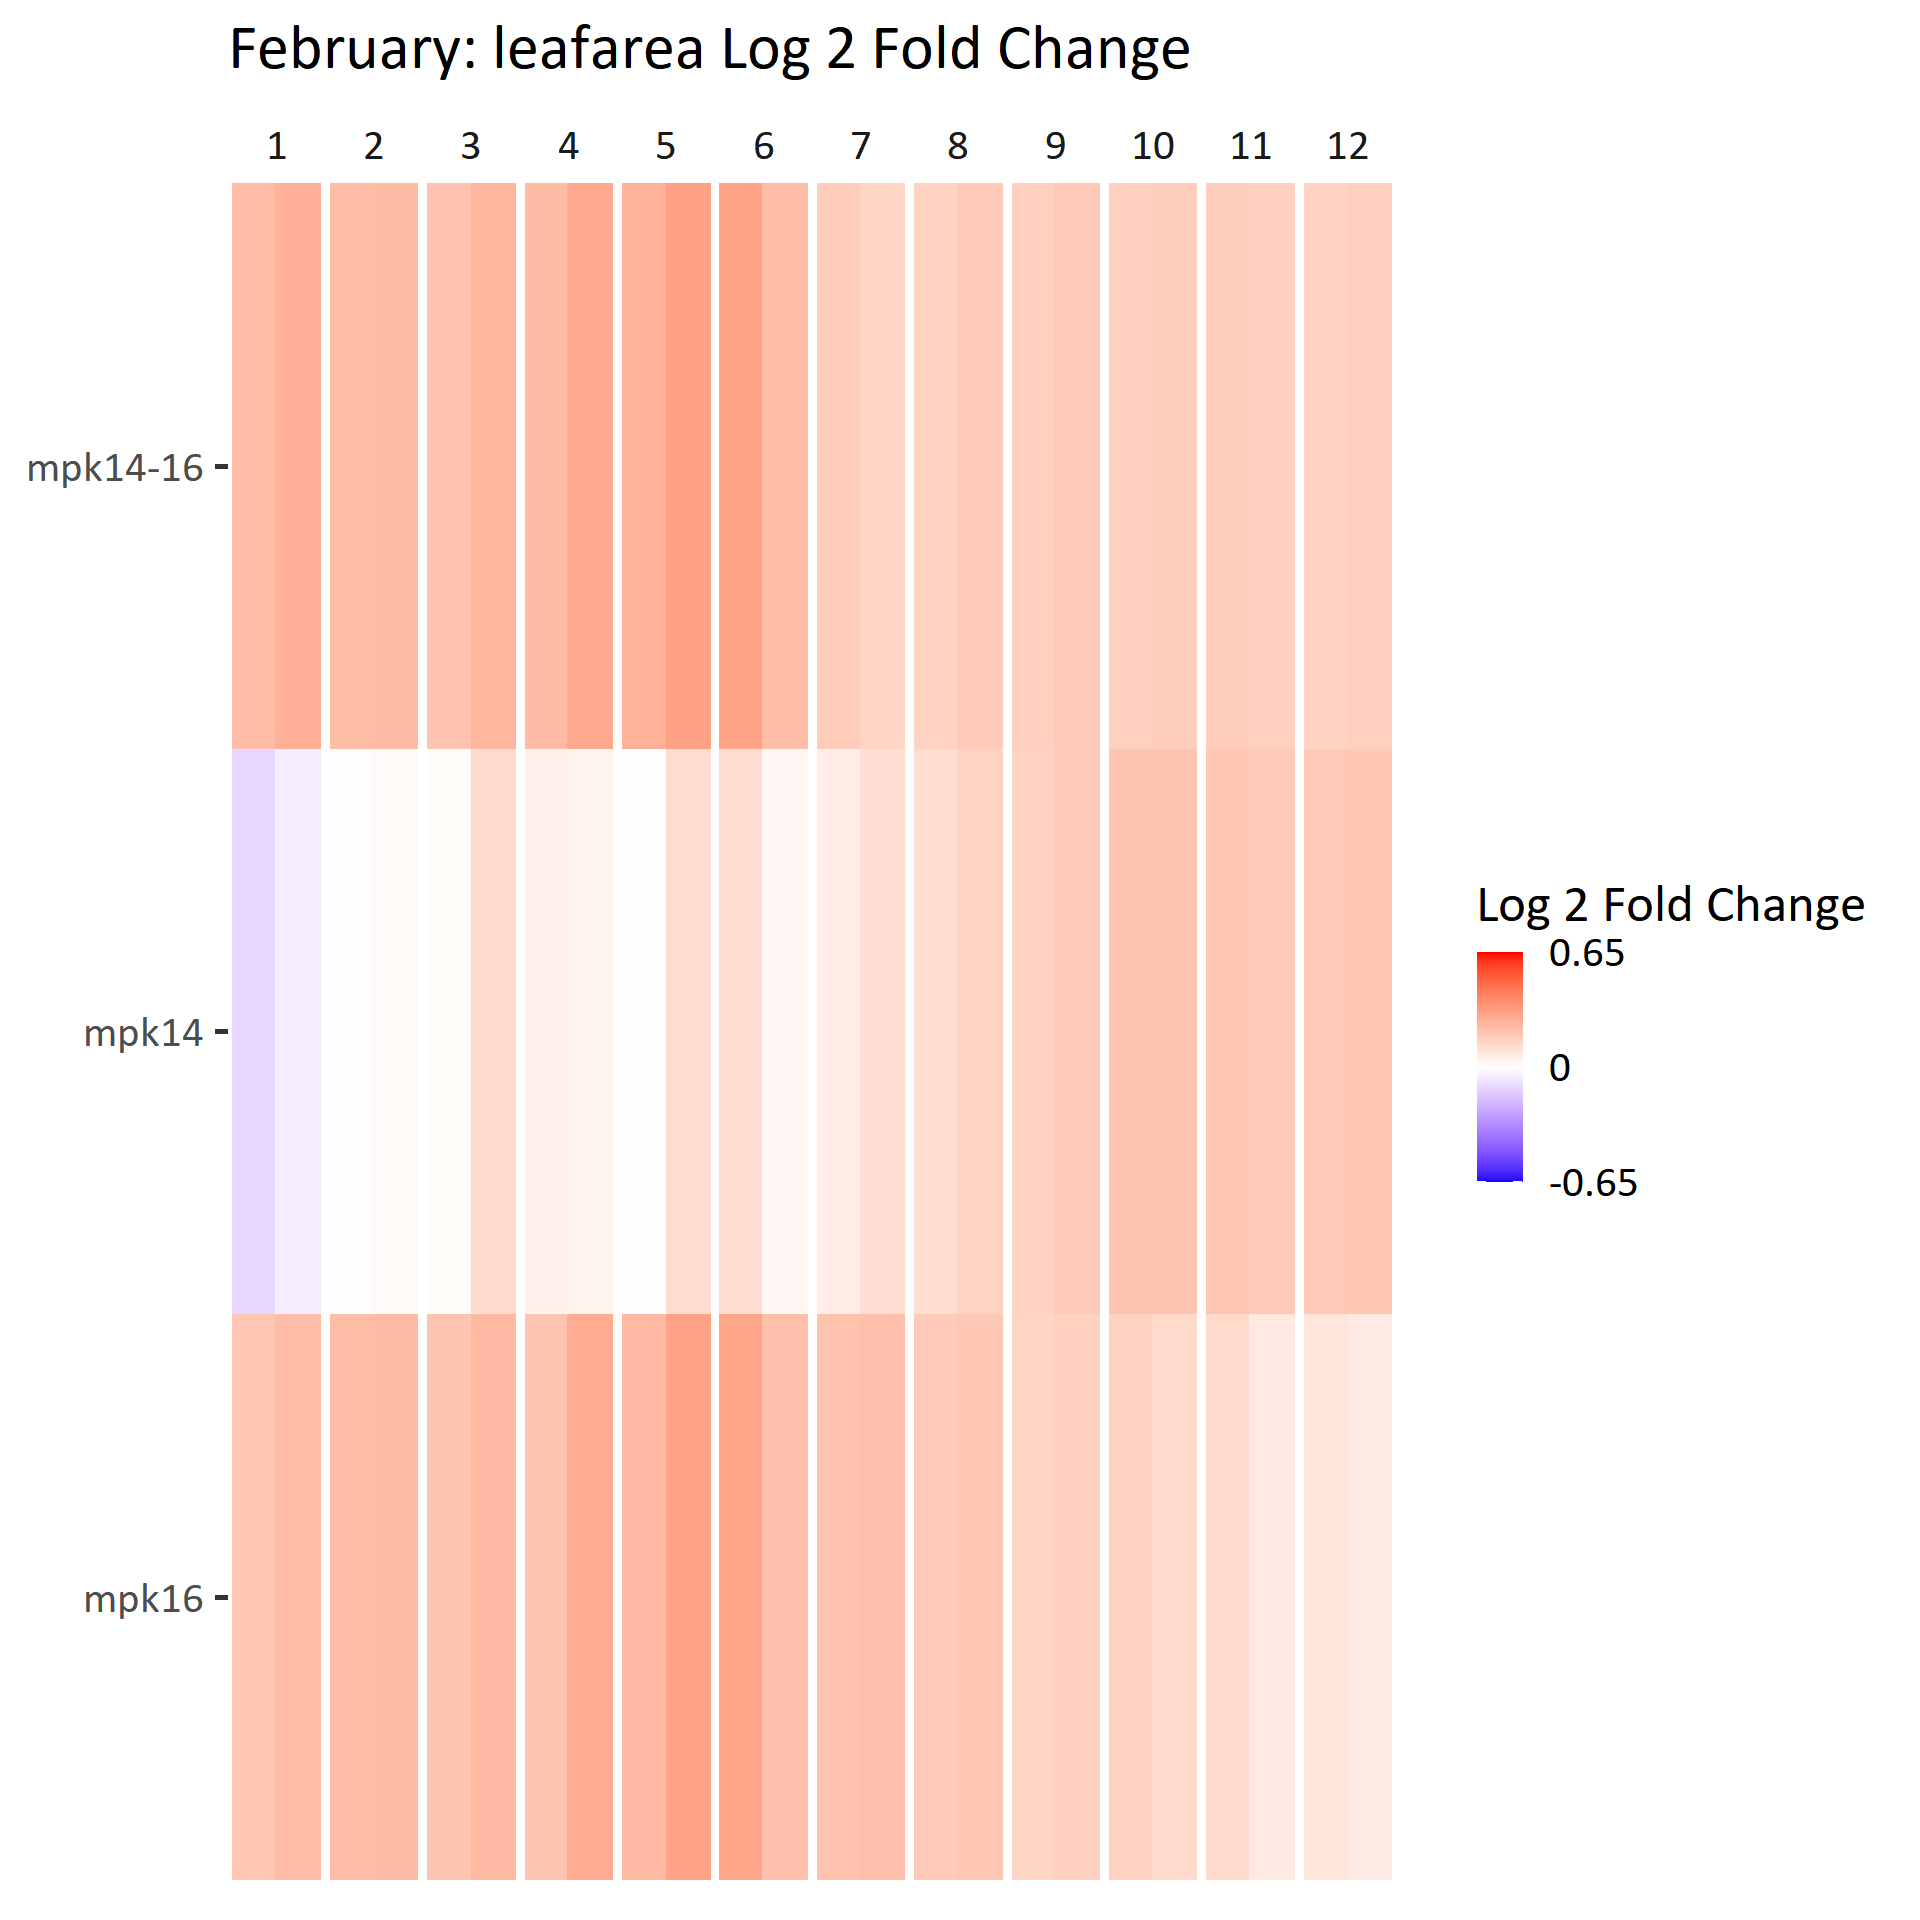 February: leafarea Log 2 Fold Change
1 2 3 4 5 6 7 8 9 10 11 12
mpk14-16
mpk14
mpk16
Log 2 Fold Change
0.65
0
-0.65